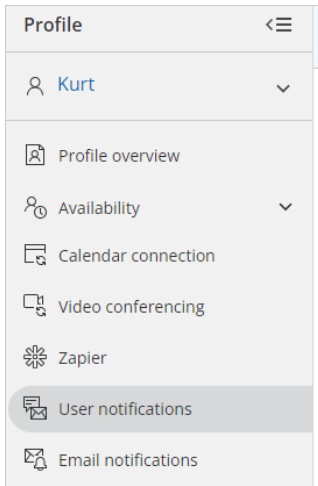 Profile
Kurt
Profile overview
Availability
Calendar connection
Video conferencing
Zapier
User notifications
Email notifications